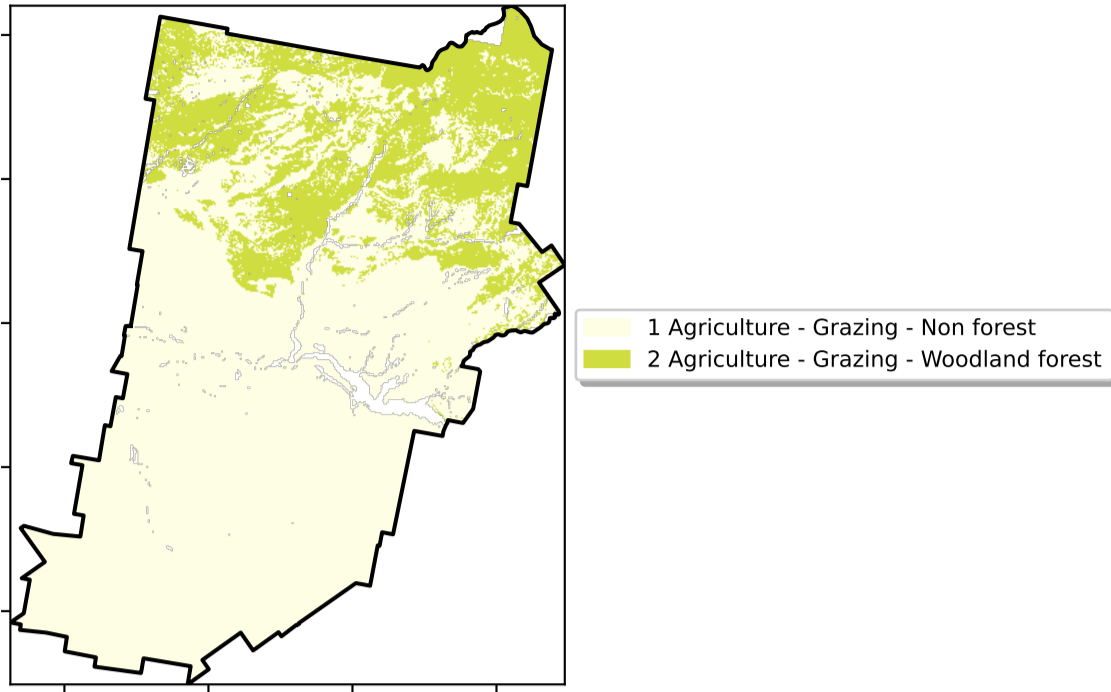 1 Agriculture - Grazing - Non forest
2 Agriculture - Grazing - Woodland forest